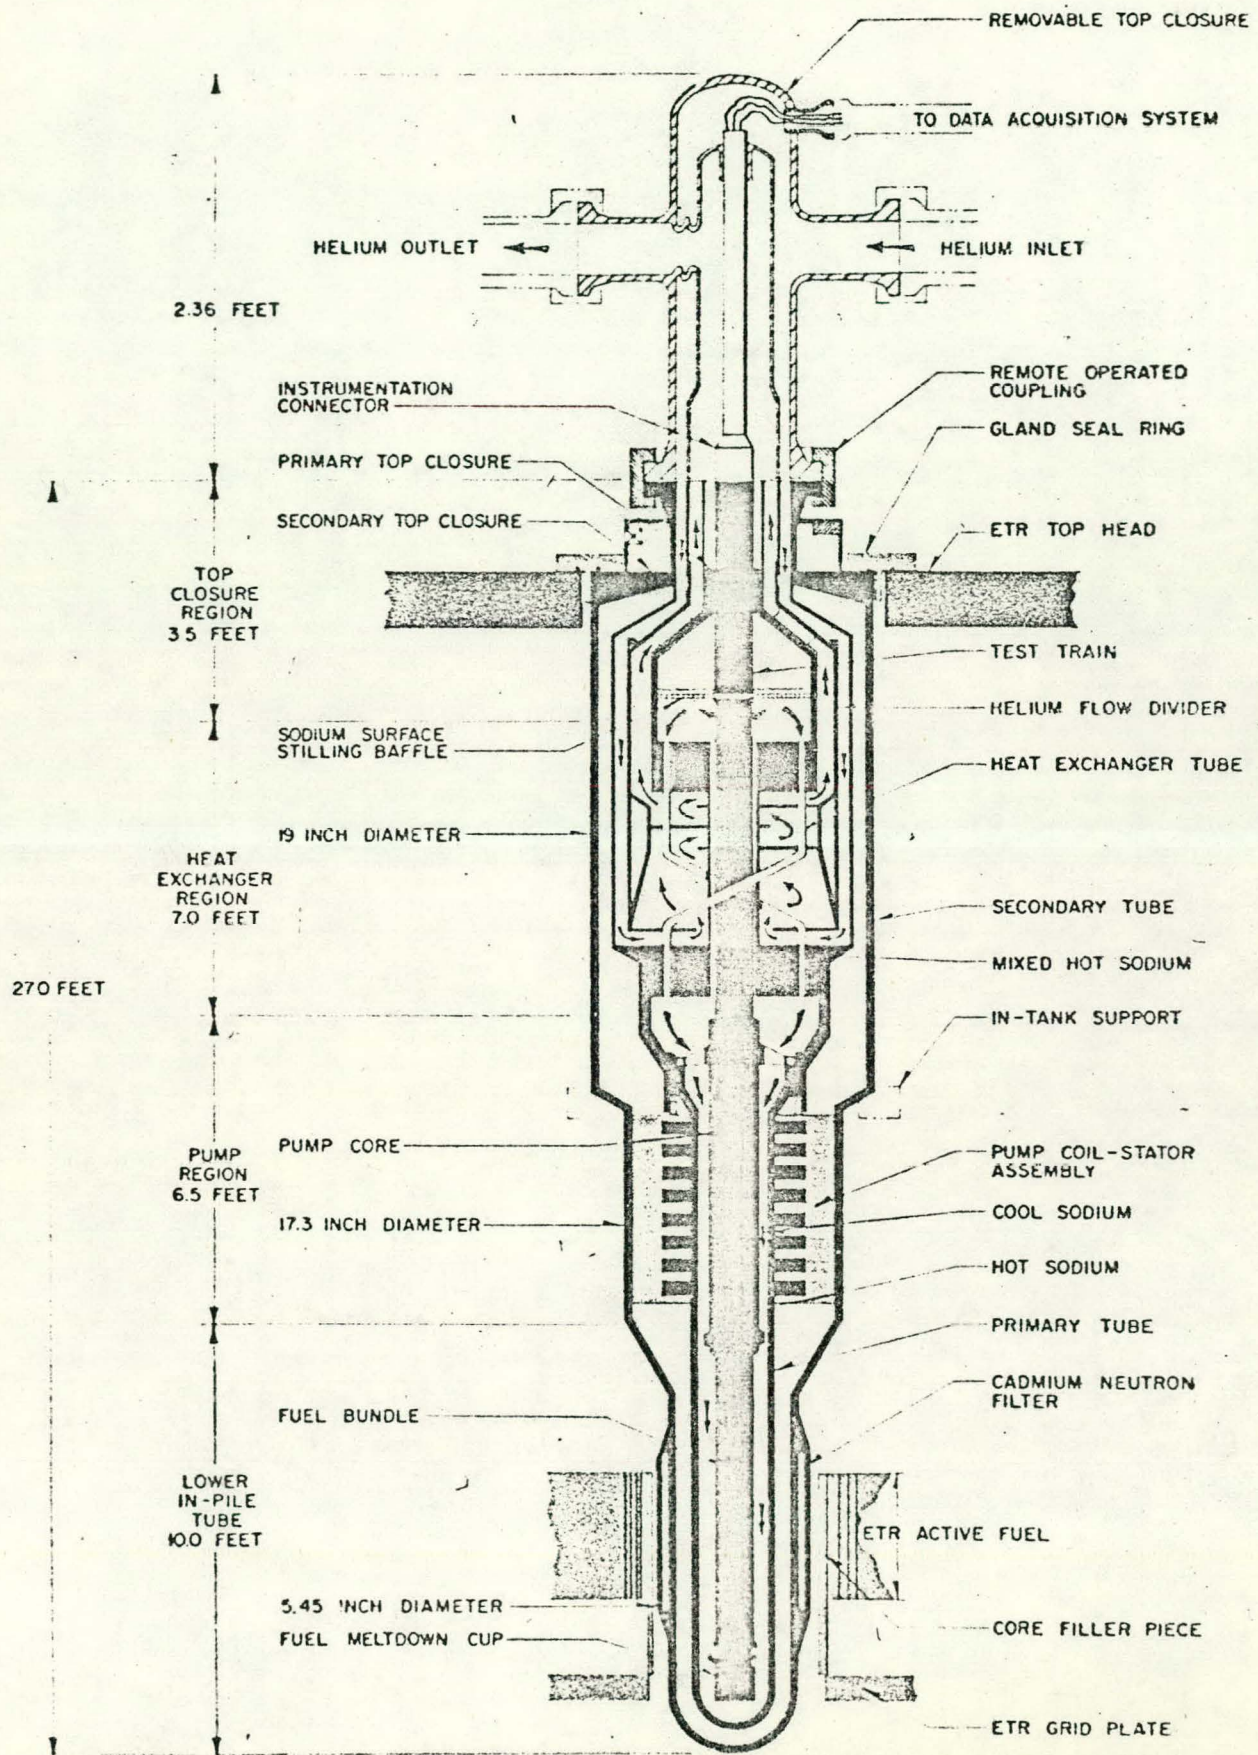 REMOVABLE TOP CLOSURE
TO DATA ACQUISITION SYSTEM
HELIUM OUTLET
HELIUM INLET
2.36 FEET
INSTRUMENTATION
CONNECTOR
REMOTE OPERATED
COUPLING
GLAND SEAL RING
PRIMARY TOP CLOSURE
SECONDARY TOP CLOSURE
ETR TOP HEAD
TOP
CLOSURE
REGION
3.5 FEET
TEST TRAIN
HELIUM FLOW DIVIDER
SODIUM SURFACE
STILLING BAFFLE
HEAT EXCHANGER TUBE
19 INCH DIAMETER
HEAT
EXCHANGER
REGION
7.0 FEET
SECONDARY TUBE
MIXED HOT SODIUM
27.0 FEET
IN-TANK SUPPORT
PUMP CORE
PUMP
REGION
6.5 FEET
PUMP COIL-STATOR
ASSEMBLY
17.3 INCH DIAMETER
COOL SODIUM
HOT SODIUM
PRIMARY TUBE
CADMIUM NEUTRON
FILTER
FUEL BUNDLE
LOWER
IN-PILE
TUBE
10.0 FEET
ETR ACTIVE FUEL
5.45 INCH DIAMETER
FUEL MELTDOWN CUP
CORE FILLER PIECE
ETR GRID PLATE